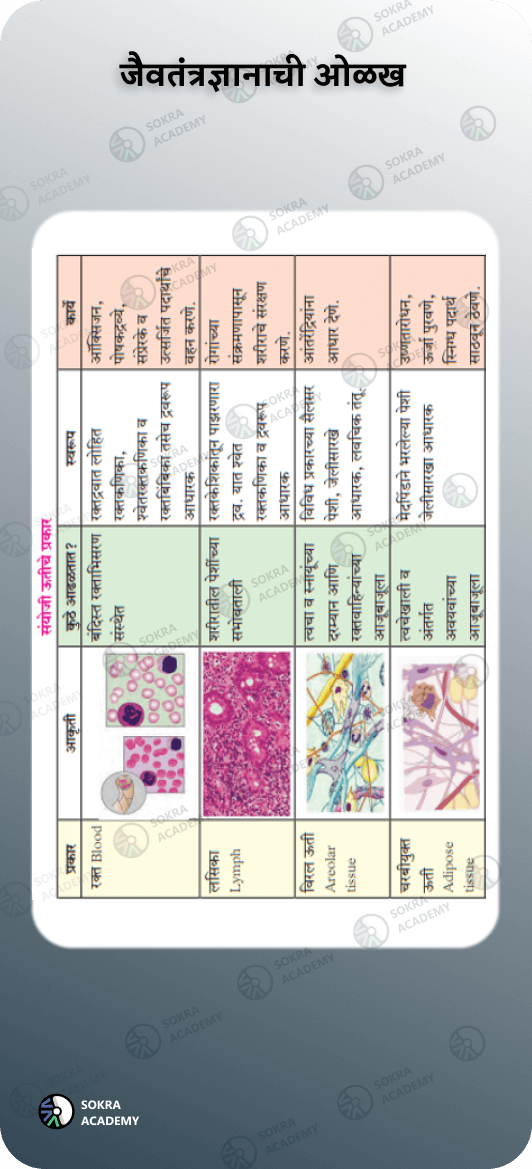 जैवतंत्रज्ञानाची ओळख
संयोजी ऊतीचे प्रकार
प्रकार
आकृती
कुठे आढळतात?
स्वरूप
कार्ये
रक्त Blood
बंदिस्त रक्ताभिसरण
संस्थेत
रक्तद्रव्यात लोहित
रक्तकणिका,
श्वेतरक्तकणिका व
रक्तबिंबिका तसेच द्रवरूप
आधारक
ऑक्सिजन,
पोषकद्रव्ये,
संप्रेरके व
उत्सर्जित पदार्थांचे
वहन करणे.
लसिका
Lymph
शरीरातील पेशींच्या
सभोवताली
रक्तकेशिकांतून पाझरणारा
द्रव. यात श्वेत
रक्तकणिका व द्रवरूप
आधारक
रोगांच्या
संक्रमणापासून
शरीराचे संरक्षण
करणे.
विरल ऊती
Areolar
tissue
त्वचा व स्नायूंच्या
दरम्यान आणि
रक्तवाहिन्यांच्या
आजूबाजूला
विविध प्रकारच्या सैलसर
पेशी, जेलीसारखे
आधारक, लवचिक तंतू.
आंतरेंद्रियांना
आधार देणे.
चरबीयुक्त
ऊती
Adipose
tissue
त्वचेखाली व
अंतर्गत
अवयवांच्या
आजूबाजूला
मेदपिंडाने भरलेल्या पेशी
जेलीसारखा आधारक
उष्णतारोधन,
ऊर्जा पुरवणे,
स्निग्ध पदार्थ
साठवून ठेवणे.
SOKRA
ACADEMY